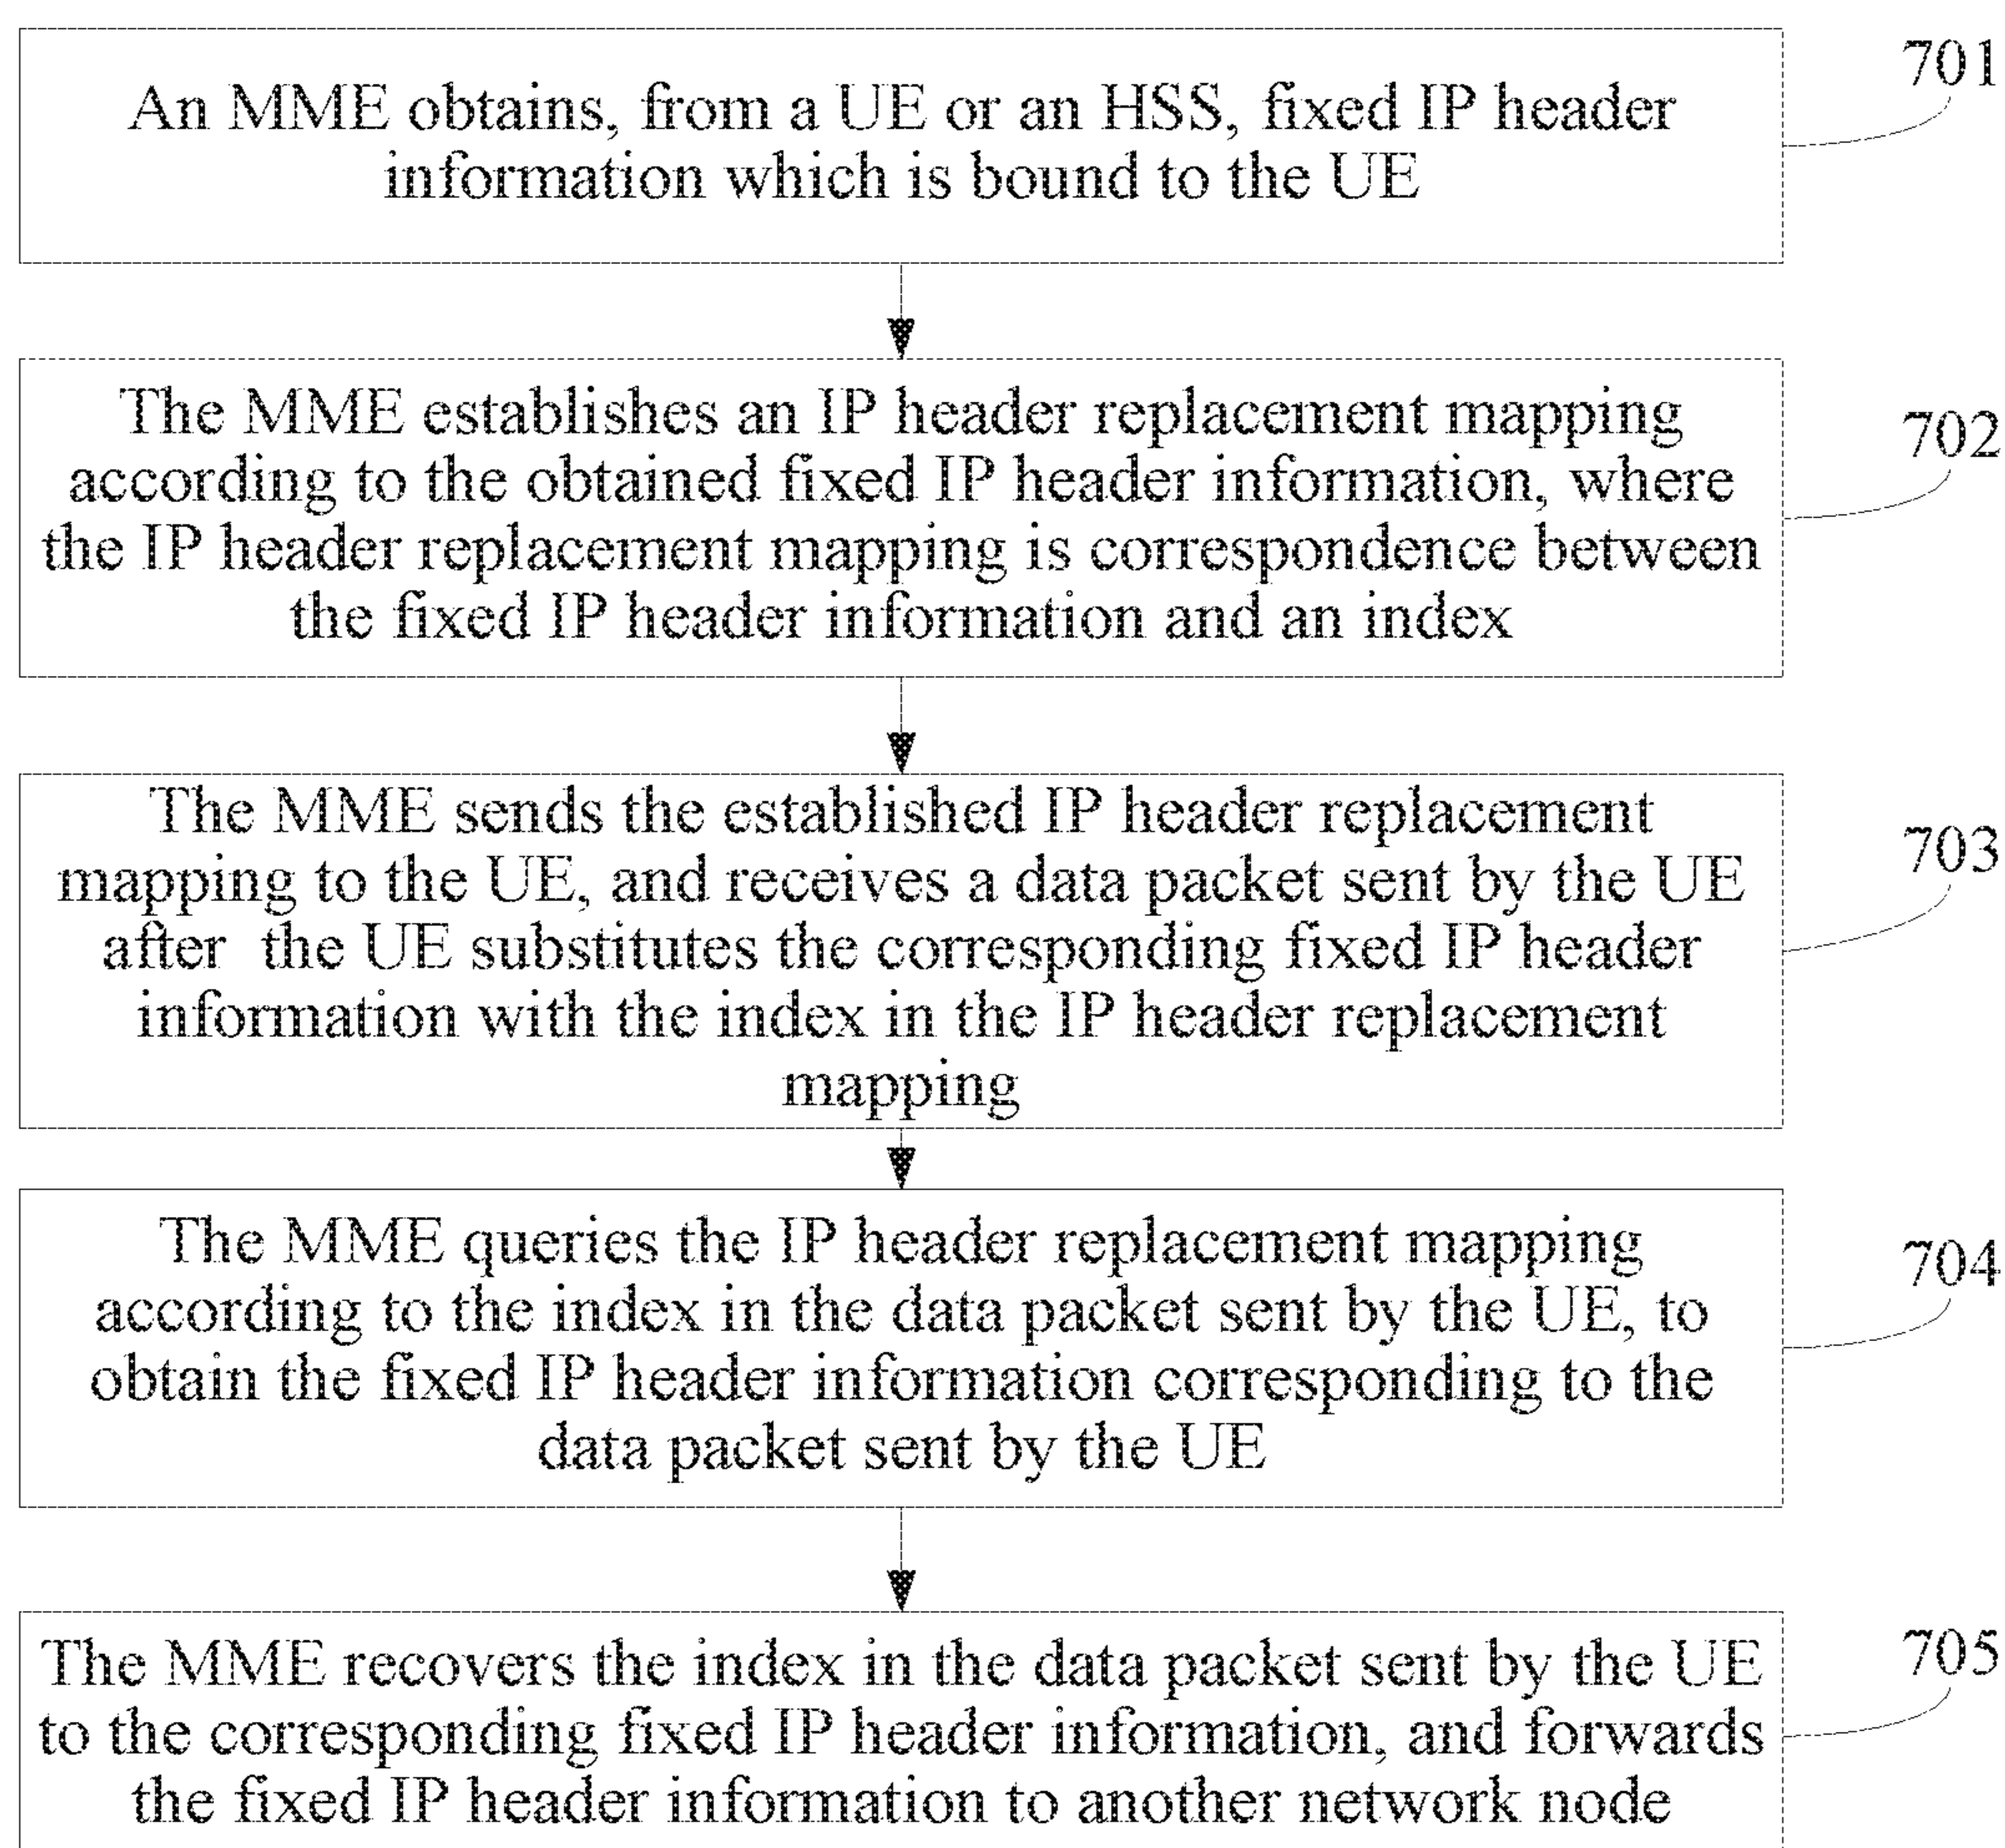 An MME obtains, from a UE or an HSS, fixed IP header
information which is bound to the UE
701
The MME establishes an IP header replacement mapping
according to the obtained fixed IP header information, where
the IP header replacement mapping is correspondence between
the fixed IP header information and an index
702
The MME sends the established IP header replacement
mapping to the UE, and receives a data packet sent by the UE
after the UE substitutes the corresponding fixed IP header
information with the index in the IP header replacement
mapping
703
The MME queries the IP header replacement mapping
according to the index in the data packet sent by the UE, to
obtain the fixed IP header information corresponding to the
data packet sent by the UE
704
The MME recovers the index in the data packet sent by the UE
to the corresponding fixed IP header information, and forwards
the fixed IP header information to another network node
705